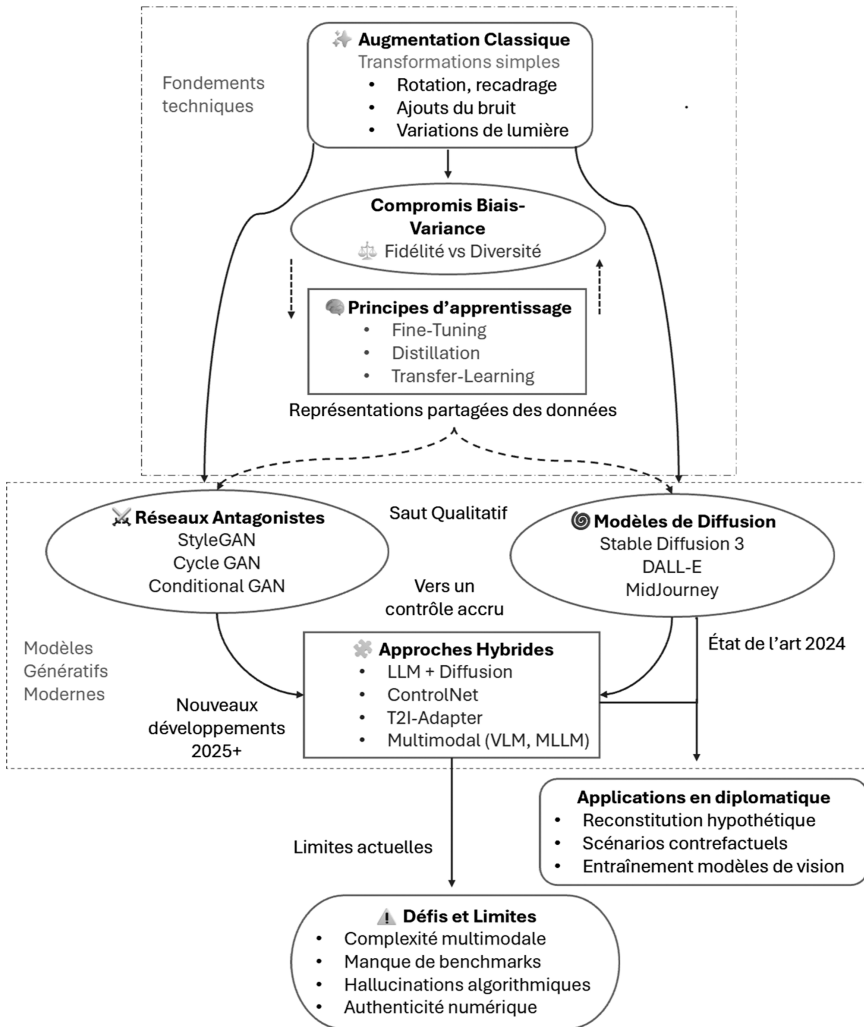 Augmentation Classique
Transformations simples
• Rotation, recadrage
• Ajouts du bruit
• Variations de lumière
Fondements
techniques
Compromis Biais-
Variance
Fidélité vs Diversité
Principes d’apprentissage
• Fine-Tuning
• Distillation
• Transfer-Learning
Représentations partagées des données
Réseaux Antagonistes
StyleGAN
Cycle GAN
Conditional GAN
Saut Qualitatif
Modèles de Diffusion
Stable Diffusion 3
DALL-E
MidJourney
Vers un
contrôle accru
Modèles
Génératifs
Modernes
Approches Hybrides
• LLM + Diffusion
• ControlNet
• T2I-Adapter
• Multimodal (VLM, MLLM)
État de l’art 2024
Nouveaux
développements
2025+
Applications en diplomatique
• Reconstitution hypothétique
• Scénarios contrefactuels
• Entraînement modèles de vision
Limites actuelles
Défis et Limites
• Complexité multimodale
• Manque de benchmarks
• Hallucinations algorithmiques
• Authenticité numérique